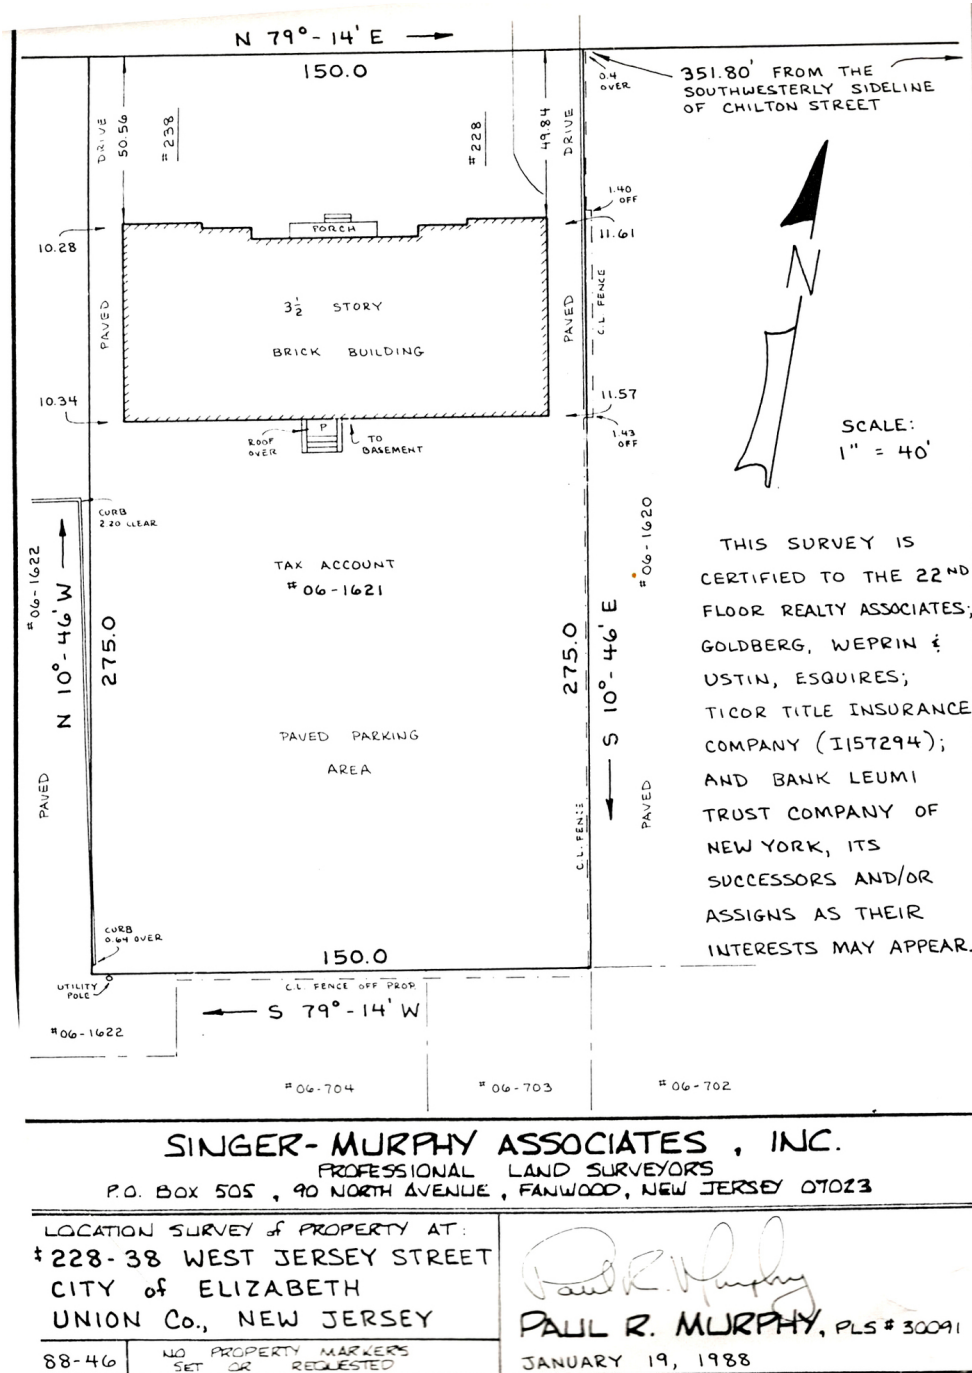 N 79°-14' E
150.0
0.4
OVER
351.80' FROM THE
SOUTHWESTERLY SIDELINE
OF CHILTON STREET
DRIVE
50.56
#238
#228
49.84
DRIVE
1.40
OFF
PORCH
10.28
11.61
3 1/2 STORY
BRICK BUILDING
PAVED
PAVED
C.L. FENCE
10.34
11.57
1.43
OFF
P
ROOF
OVER
TO
BASEMENT
N
SCALE:
1" = 40'
CURB
2.20 CLEAR
#06-1622
N 10°-46' W
275.0
TAX ACCOUNT
#06-1621
275.0
S 10°-46' E
#06-1620
PAVED PARKING
AREA
PAVED
C.L. FENCE
PAVED
THIS SURVEY IS
CERTIFIED TO THE 22ND
FLOOR REALTY ASSOCIATES;
GOLDBERG, WEPRIN &
USTIN, ESQUIRES;
TICOR TITLE INSURANCE
COMPANY (I157294);
AND BANK LEUMI
TRUST COMPANY OF
NEW YORK, ITS
SUCCESSORS AND/OR
ASSIGNS AS THEIR
INTERESTS MAY APPEAR.
CURB
0.64 OVER
150.0
UTILITY
POLE
C.L. FENCE OFF PROP.
S 79°-14' W
#06-1622
#06-704
#06-703
#06-702
SINGER-MURPHY ASSOCIATES, INC.
PROFESSIONAL LAND SURVEYORS
P.O. BOX 505, 90 NORTH AVENUE, FANWOOD, NEW JERSEY 07023
LOCATION SURVEY of PROPERTY AT:
#228-38 WEST JERSEY STREET
CITY of ELIZABETH
UNION Co., NEW JERSEY
88-46
NO PROPERTY MARKERS
SET OR REQUESTED
Paul R. Murphy
PAUL R. MURPHY, PLS # 30091
JANUARY 19, 1988